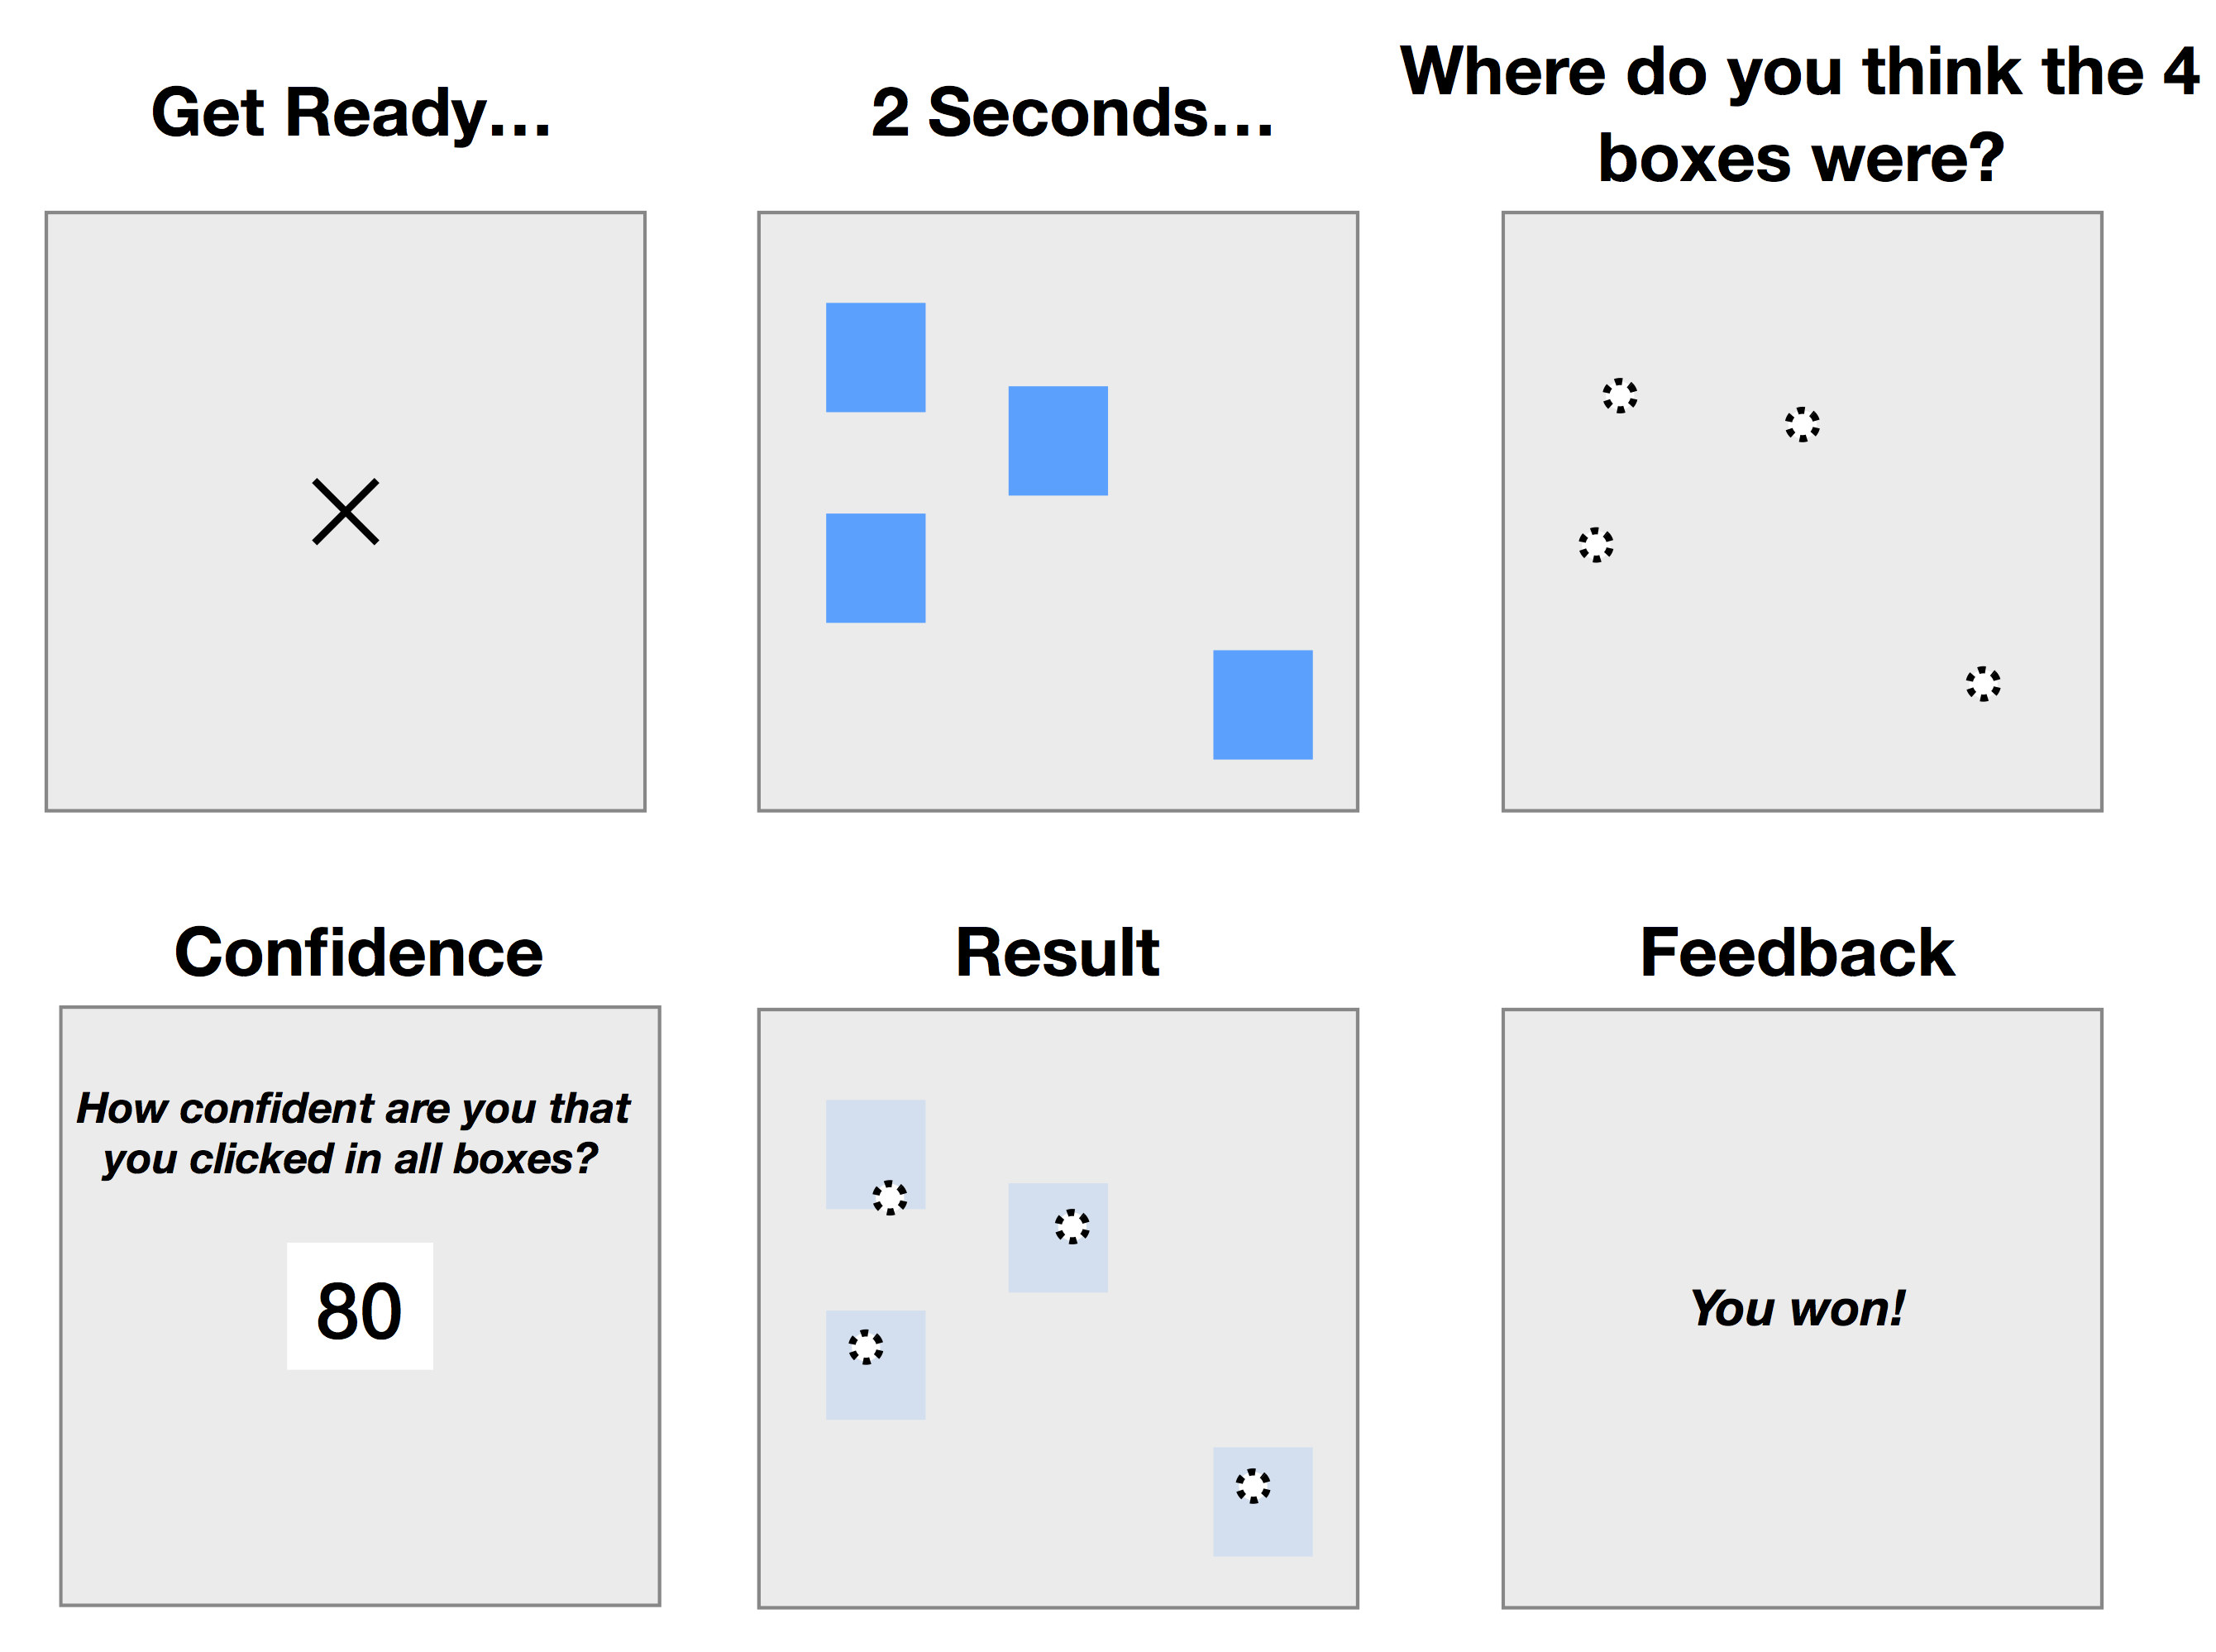 Get Ready...
2 Seconds...
Where do you think the 4
boxes were?
Confidence
How confident are you that
you clicked in all boxes?
80
Result
Feedback
You won!